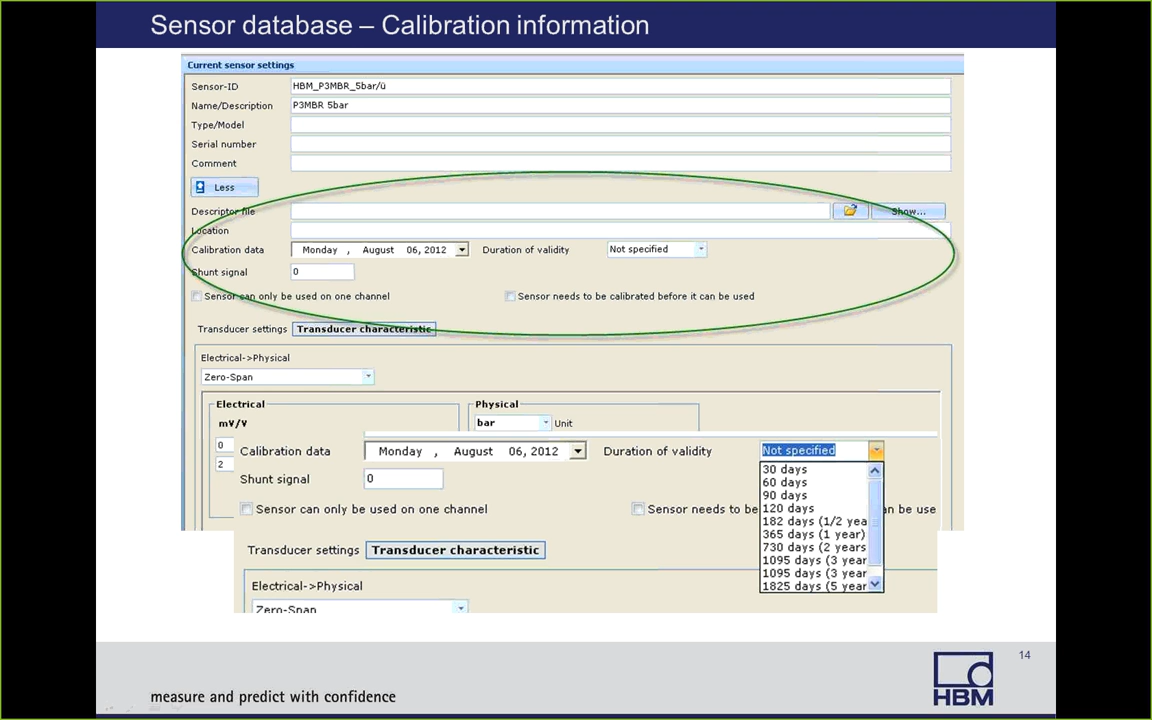 Sensor database – Calibration information
Current sensor settings
Sensor-ID HBM_P3MBR_5bar/ü
Name/Description P3MBR 5bar
Type/Model
Serial number
Comment
Less
Descriptor file Show...
Location
Calibration data Monday , August 06, 2012 Duration of validity Not specified
Shunt signal 0
Sensor can only be used on one channel Sensor needs to be calibrated before it can be used
Transducer settings Transducer characteristic
Electrical->Physical
Zero-Span
Electrical Physical
mV/V bar Unit
0
2
Calibration data Monday , August 06, 2012 Duration of validity Not specified
Shunt signal 0
30 days
60 days
90 days
120 days
182 days (1/2 yea
365 days (1 year)
730 days (2 years
1095 days (3 year
1095 days (3 year
1825 days (5 year
Sensor can only be used on one channel Sensor needs to be an be use
Transducer settings Transducer characteristic
Electrical->Physical
Zero-Span
14
measure and predict with confidence
HBM